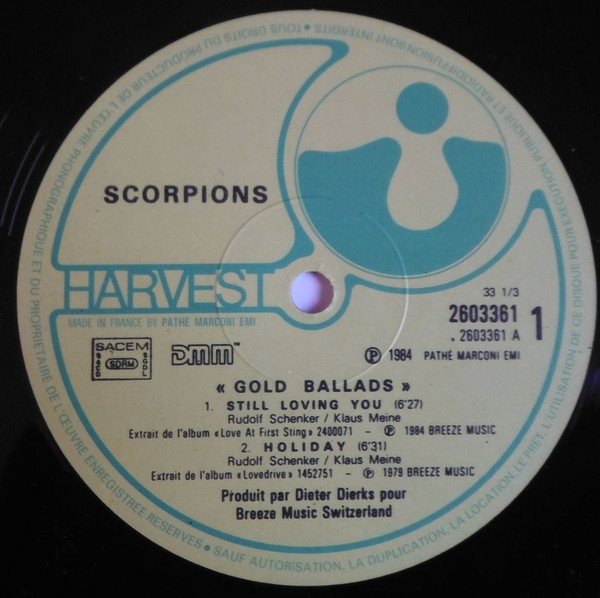 SCORPIONS
HARVEST
MADE IN FRANCE BY PATHE MARCONI EMI
33 1/3
2603361
.2603361 A
1
SACEM
SACD
SDRM
SGDL
DMM™
℗ 1984 PATHÉ MARCONI EMI
« GOLD BALLADS »
1. STILL LOVING YOU (6'27)
Rudolf Schenker / Klaus Meine
Extrait de l'album «Love At First Sting» 2400071 – ℗ 1984 BREEZE MUSIC
2. HOLIDAY (6'31)
Rudolf Schenker / Klaus Meine
Extrait de l'album «Lovedrive» 1452751 – ℗ 1979 BREEZE MUSIC
Produit par Dieter Dierks pour
Breeze Music Switzerland
TOUS DROITS DU PRODUCTEUR DE L'ŒUVRE PHONOGRAPHIQUE ET DU PROPRIETAIRE DE L'ŒUVRE ENREGISTREE RESERVES • SAUF AUTORISATION, LA DUPLICATION, LA LOCATION, LE PRET, L'UTILISATION DE CE DISQUE POUR EXECUTION PUBLIQUE ET RADIODIFFUSION SONT INTERDITS •